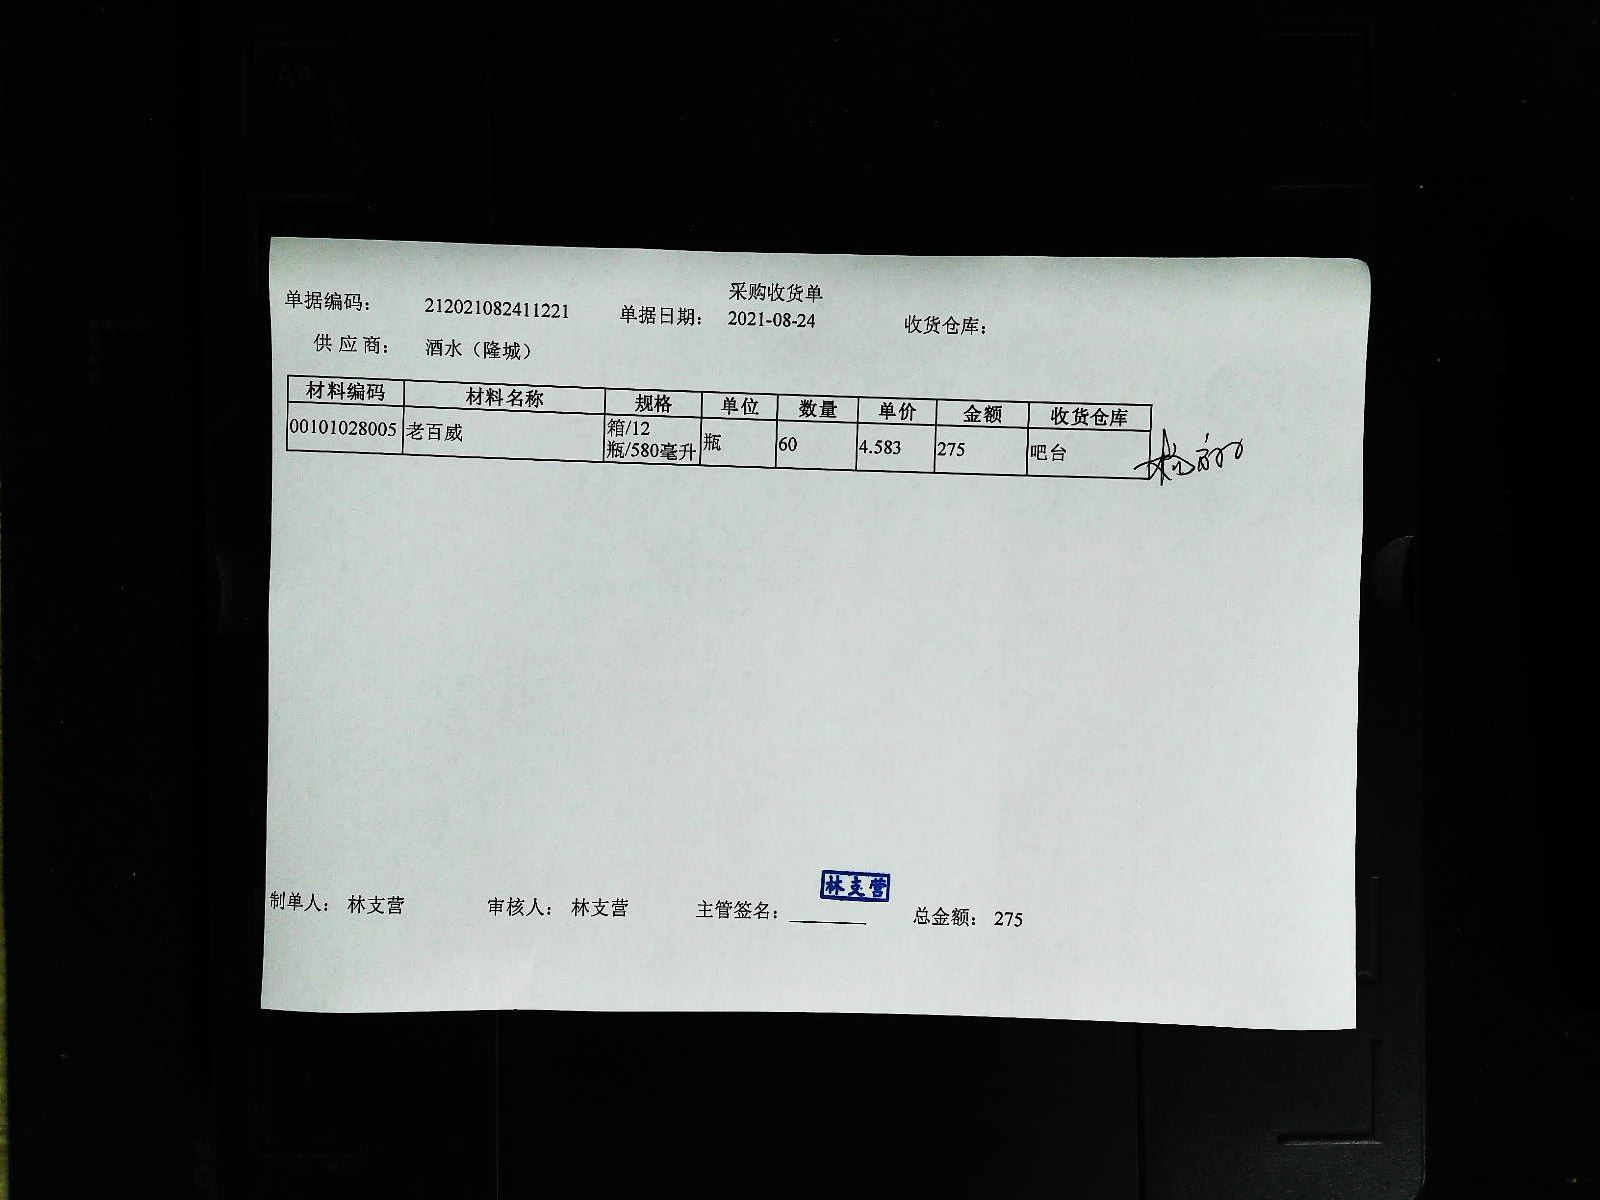 采购收货单
单据编码： 212021082411221 单据日期： 2021-08-24 收货仓库：
供 应 商： 酒水（隆城）
材料编码 材料名称 规格 单位 数量 单价 金额 收货仓库
00101028005 老百威 箱/12 瓶 60 4.583 275 吧台
瓶/580毫升
林支营
制单人： 林支营 审核人： 林支营 主管签名： 总金额： 275